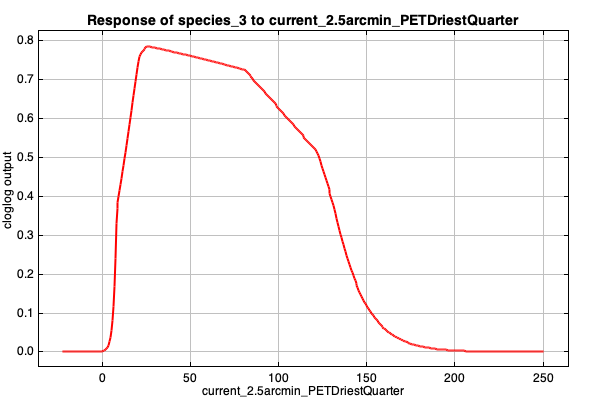 Response of species_3 to current_2.5arcmin_PETDriestQuarter
0.8
0.7
0.6
0.5
0.4
0.3
0.2
0.1
0.0
cloglog output
0 50 100 150 200 250
current_2.5arcmin_PETDriestQuarter